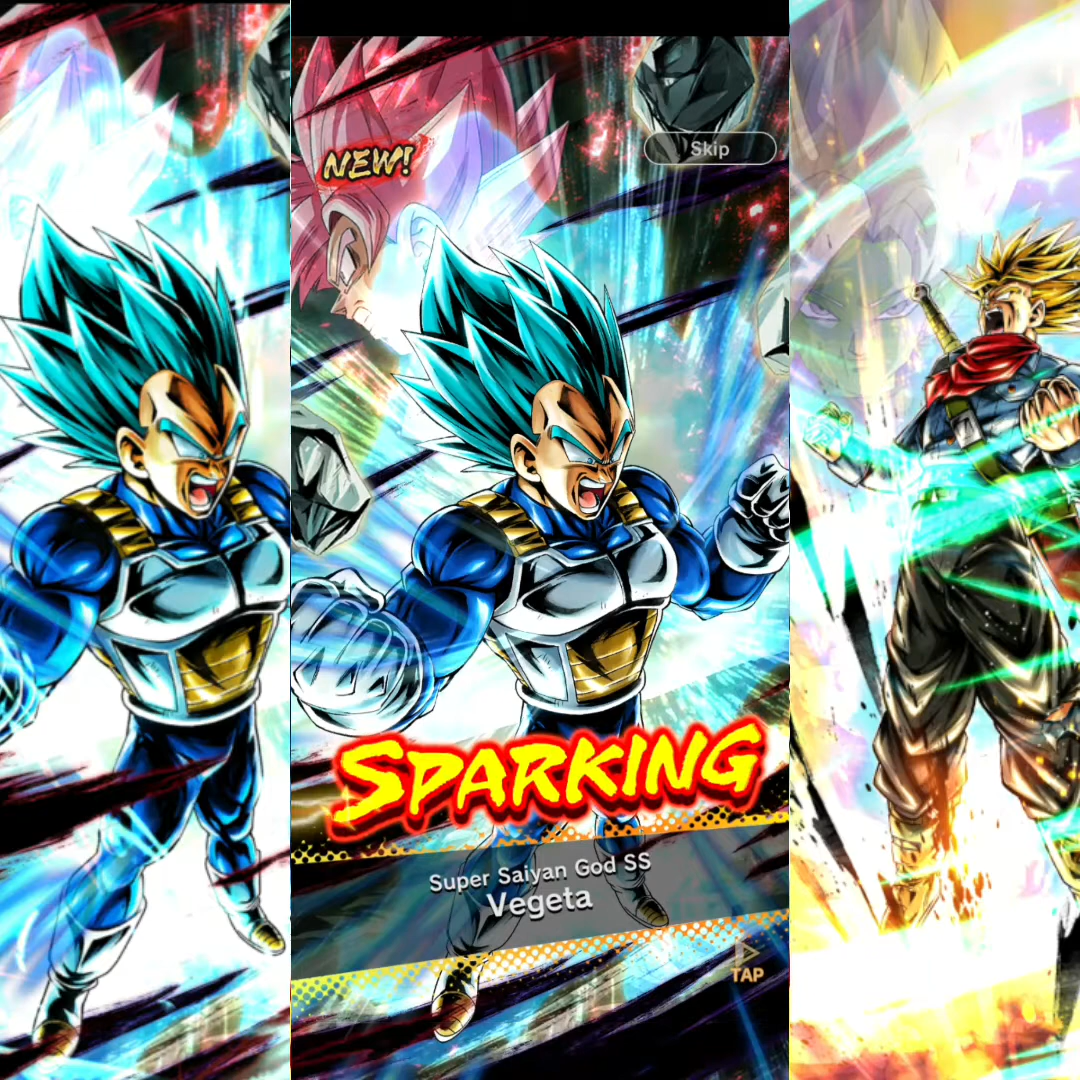 NEW!
Skip
SPARKING
Super Saiyan God SS
Vegeta
TAP